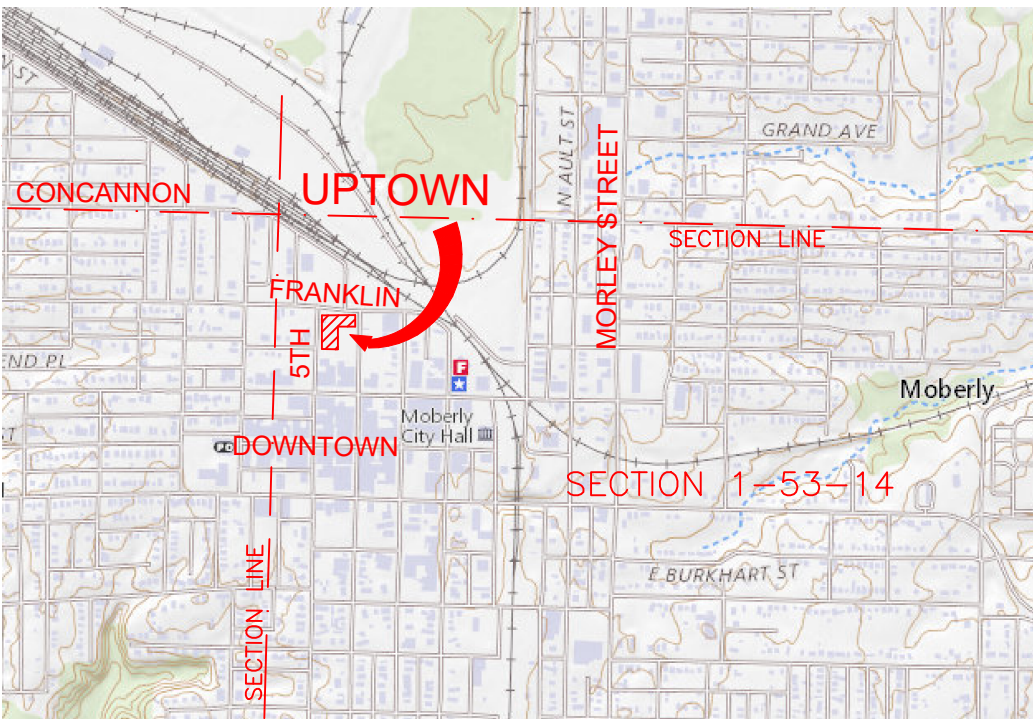 N ST
GRAND AVE
N AULT ST
MORLEY STREET
CONCANNON
UPTOWN
SECTION LINE
FRANKLIN
5TH
END PL
F
Moberly
Moberly
City Hall
DOWNTOWN
SECTION 1-53-14
E BURKHART ST
SECTION LINE